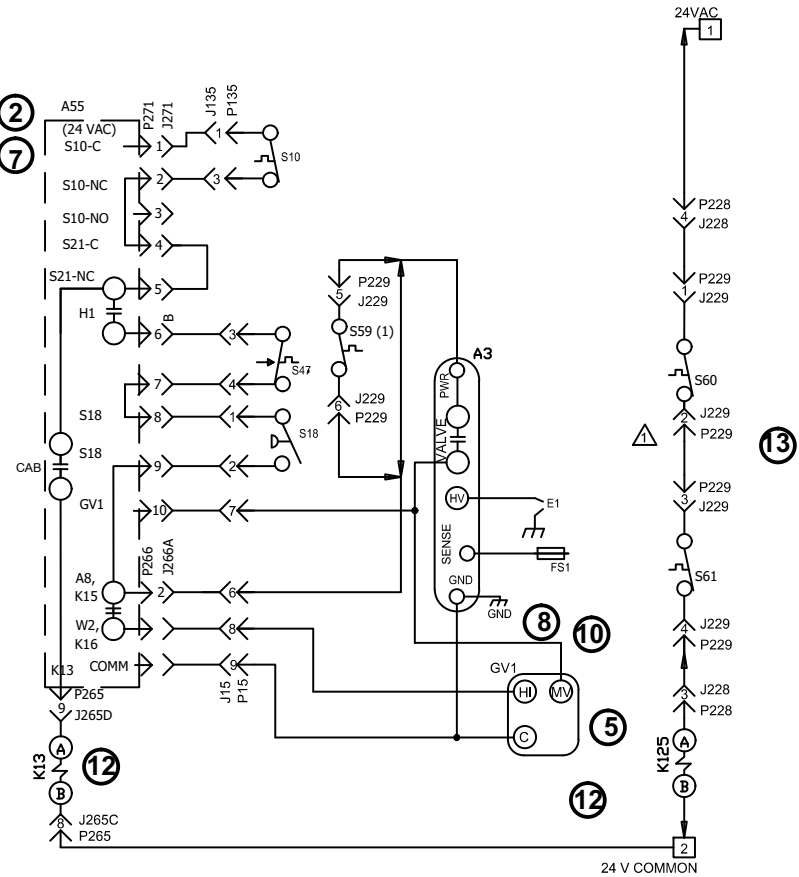 24VAC
1
2
A55
(24 VAC)
P271
J271
J135
P135
S10-C
1
1
7
S10
S10-NC
2
3
S10-NO
3
S21-C
4
P228
4
J228
S21-NC
5
P229
5
J229
P229
1
J229
H1
6
B
3
S59 (1)
A3
S47
7
4
PWR
S60
J229
6
P229
J229
2
P229
1
13
S18
8
1
S18
VALVE
S18
CAB
9
2
GV1
HV
E1
P229
3
J229
10
7
SENSE
FS1
S61
P266
J266A
A8,
K15
2
6
GND
GND
W2,
K16
8
8
10
J229
4
P229
COMM
9
J15
P15
GV1
K13
P265
9
J265D
HI
MV
J228
3
P228
5
C
K13
A
12
K125
A
B
12
B
J265C
8
P265
2
24 V COMMON